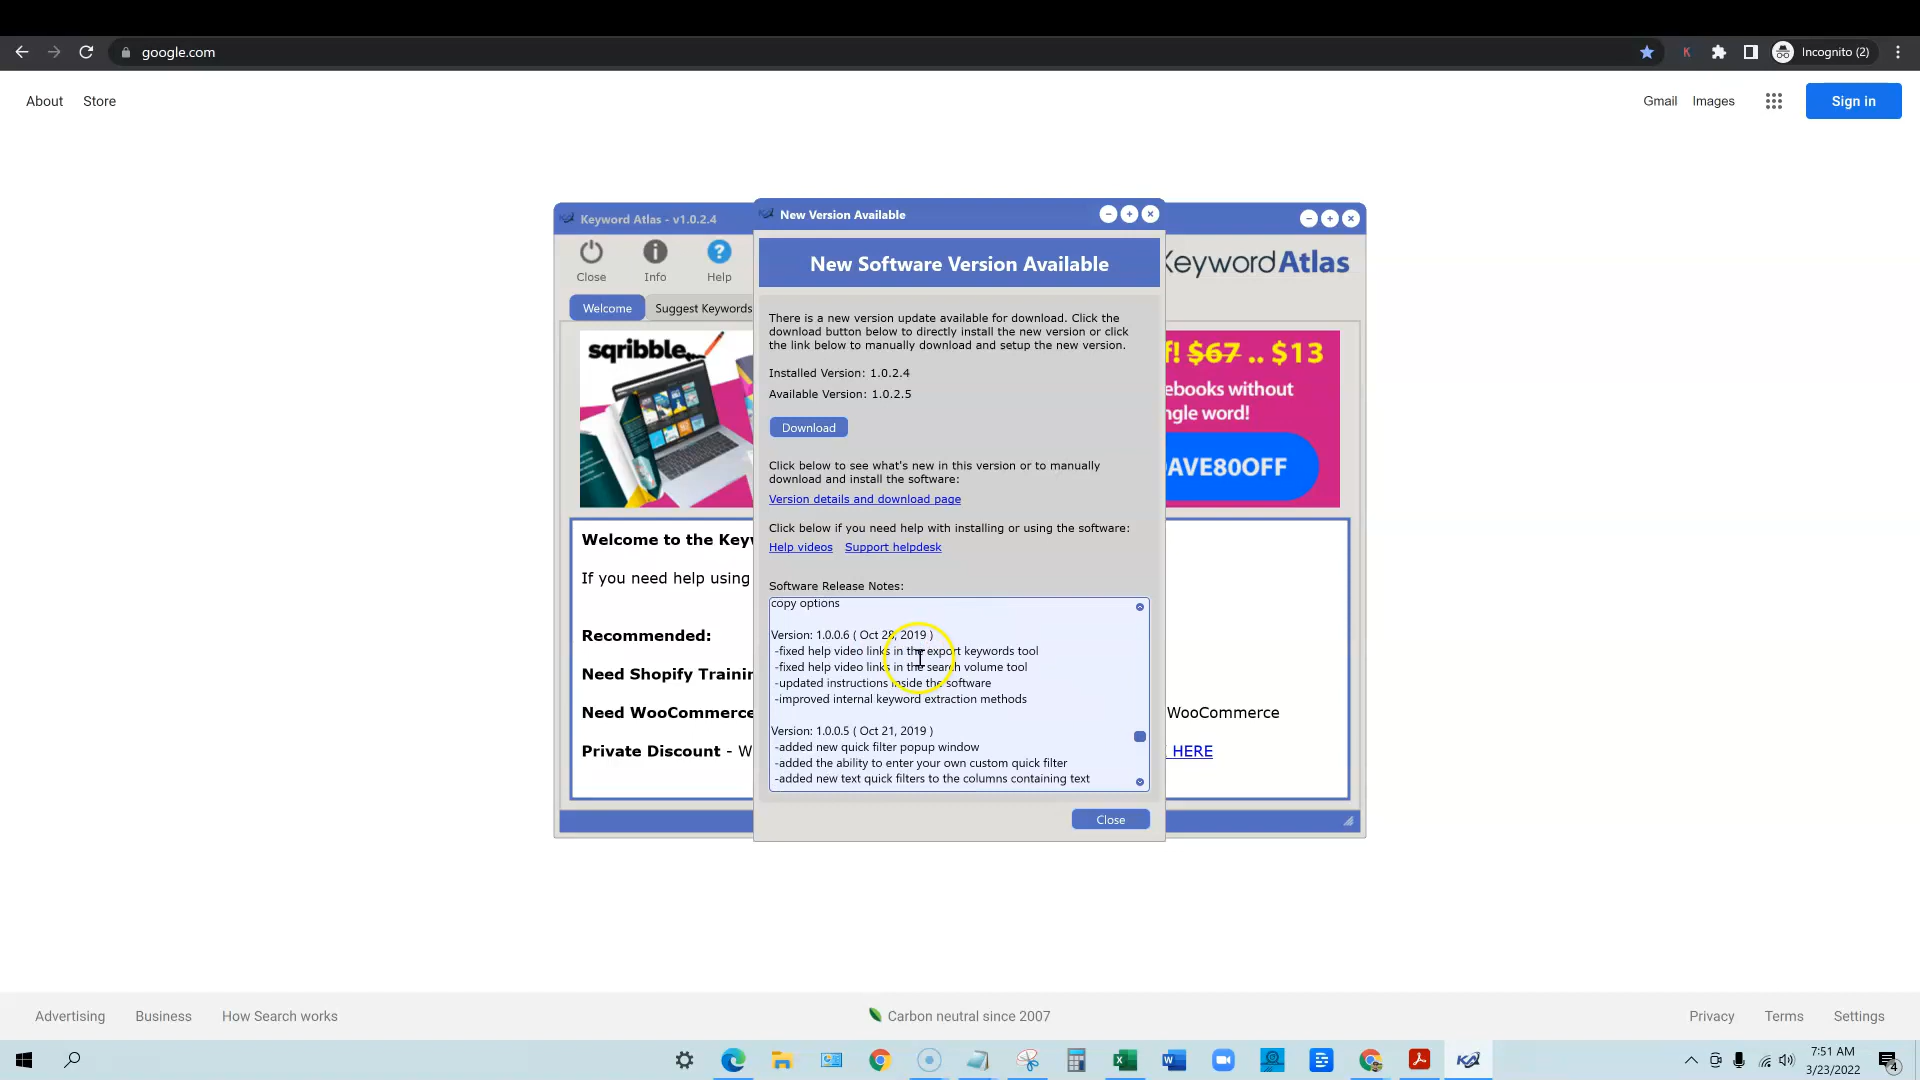 google.com
K
Incognito (2)
About
Store
Gmail
Images
Sign in
Keyword Atlas - v1.0.2.4
New Version Available
Close
Info
Help
New Software Version Available
KeywordAtlas
Welcome
Suggest Keywords
There is a new version update available for download. Click the
download button below to directly install the new version or click
the link below to manually download and setup the new version.
Installed Version: 1.0.2.4
Available Version: 1.0.2.5
Download
sqribble
f! $67 .. $13
ebooks without
ngle word!
AVE80OFF
Click below to see what's new in this version or to manually
download and install the software:
Version details and download page
Click below if you need help with installing or using the software:
Help videos
Support helpdesk
Software Release Notes:
copy options
Version: 1.0.0.6 ( Oct 28, 2019 )
-fixed help video links in the export keywords tool
-fixed help video links in the search volume tool
-updated instructions inside the software
-improved internal keyword extraction methods
Version: 1.0.0.5 ( Oct 21, 2019 )
-added new quick filter popup window
-added the ability to enter your own custom quick filter
-added new text quick filters to the columns containing text
Close
Welcome to the Key
If you need help using
Recommended:
Need Shopify Trainin
Need WooCommerce
WooCommerce
Private Discount - W
HERE
Advertising
Business
How Search works
Carbon neutral since 2007
Privacy
Terms
Settings
7:51 AM
3/23/2022
4